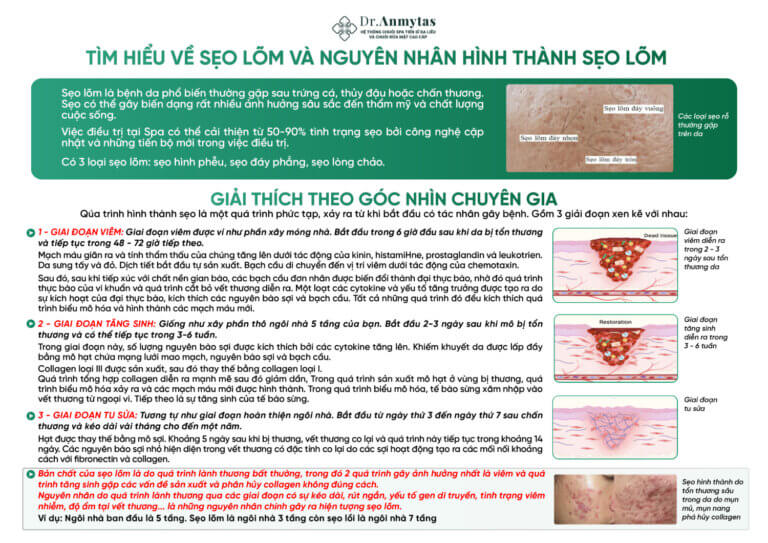 Dr.Anmytas
HỆ THỐNG CHUỖI SPA TIẾN SĨ DA LIỄU
VÀ CHUỖI RỬA MẶT CAO CẤP
TÌM HIỂU VỀ SẸO LÕM VÀ NGUYÊN NHÂN HÌNH THÀNH SẸO LÕM
Sẹo lõm là bệnh da phổ biến thường gặp sau trứng cá, thủy đậu hoặc chấn thương.
Sẹo có thể gây biến dạng rất nhiều ảnh hưởng sâu sắc đến thẩm mỹ và chất lượng
cuộc sống.
Việc điều trị tại Spa có thể cải thiện từ 50-90% tình trạng sẹo bởi công nghệ cập
nhật và những tiến bộ mới trong việc điều trị.
Có 3 loại sẹo lõm: sẹo hình phễu, sẹo đáy phẳng, sẹo lòng chảo.
Sẹo lõm đáy vuông
Sẹo lõm đáy nhọn
Sẹo lõm đáy tròn
Các loại sẹo rỗ
thường gặp
trên da
GIẢI THÍCH THEO GÓC NHÌN CHUYÊN GIA
Qúa trình hình thành sẹo là một quá trình phức tạp, xảy ra từ khi bắt đầu có tác nhân gây bệnh. Gồm 3 giai đoạn xen kẽ với nhau:
1 - GIAI ĐOẠN VIÊM: Giai đoạn viêm được ví như phần xây móng nhà. Bắt đầu trong 6 giờ đầu sau khi da bị tổn thương
và tiếp tục trong 48 - 72 giờ tiếp theo.
Mạch máu giãn ra và tính thẩm thấu của chúng tăng lên dưới tác động của kinin, histamiHne, prostaglandin và leukotrien.
Da sưng tấy và đỏ. Dịch tiết bắt đầu tự sản xuất. Bạch cầu di chuyển đến vị trí viêm dưới tác động của chemotaxin.
Sau đó, sau khi tiếp xúc với chất nền gian bào, các bạch cầu đơn nhân được biến đổi thành đại thực bào, nhờ đó quá trình
thực bào của vi khuẩn và quá trình cắt bỏ vết thương diễn ra. Một loạt các cytokine và yếu tố tăng trưởng được tạo ra do
sự kích hoạt của đại thực bào, kích thích các nguyên bào sợi và bạch cầu. Tất cả những quá trình đó đều kích thích quá
trình biểu mô hóa và hình thành các mạch máu mới.
Dead tissue
Giai đoạn
viêm diễn ra
trong 2 - 3
ngày sau tổn
thương da
2 - GIAI ĐOẠN TĂNG SINH: Giống như xây phần thô ngôi nhà 5 tầng của bạn. Bắt đầu 2-3 ngày sau khi mô bị tổn
thương và có thể tiếp tục trong 3-6 tuần.
Trong giai đoạn này, số lượng nguyên bào sợi được kích thích bởi các cytokine tăng lên. Khiếm khuyết da được lấp đầy
bằng mô hạt chứa mạng lưới mao mạch, nguyên bào sợi và bạch cầu.
Collagen loại III được sản xuất, sau đó thay thế bằng collagen loại I.
Quá trình tổng hợp collagen diễn ra mạnh mẽ sau đó giảm dần, Trong quá trình sản xuất mô hạt ở vùng bị thương, quá
trình biểu mô hóa xảy ra và các mạch máu mới được hình thành. Trong quá trình biểu mô hóa, tế bào sừng xâm nhập vào
vết thương từ ngoại vi. Tiếp theo là sự tăng sinh của tế bào sừng.
Restoration
Giai đoạn
tăng sinh
diễn ra trong
3 - 6 tuần
3 - GIAI ĐOẠN TU SỬA: Tương tự như giai đoạn hoàn thiện ngôi nhà. Bắt đầu từ ngày thứ 3 đến ngày thứ 7 sau chấn
thương và kéo dài vài tháng cho đến một năm.
Hạt được thay thế bằng mô sợi. Khoảng 5 ngày sau khi bị thương, vết thương co lại và quá trình này tiếp tục trong khoảng 14
ngày. Các nguyên bào sợi nhỏ hiện diện trong vết thương có đặc tính co lại do các sợi hoạt động tạo ra các mối nối khoảng
cách với fibronectin và collagen.
Giai đoạn
tu sửa
Bản chất của sẹo lõm là do quá trình lành thương bất thường, trong đó 2 quá trình gây ảnh hưởng nhất là viêm và quá
trình tăng sinh gặp các vấn đề sản xuất và phân hủy collagen không đúng cách.
Nguyên nhân do quá trình lành thương qua các giai đoạn có sự kéo dài, rút ngắn, yếu tố gen di truyền, tình trạng viêm
nhiễm, độ ẩm tại vết thương... là những nguyên nhân chính gây ra hiện tượng sẹo lõm.
Ví dụ: Ngôi nhà ban đầu là 5 tầng. Sẹo lõm là ngôi nhà 3 tầng còn sẹo lồi là ngôi nhà 7 tầng
Sẹo hình thành do
tổn thương sâu
trong da do mụn
mủ, mụn nang
phá hủy collagen